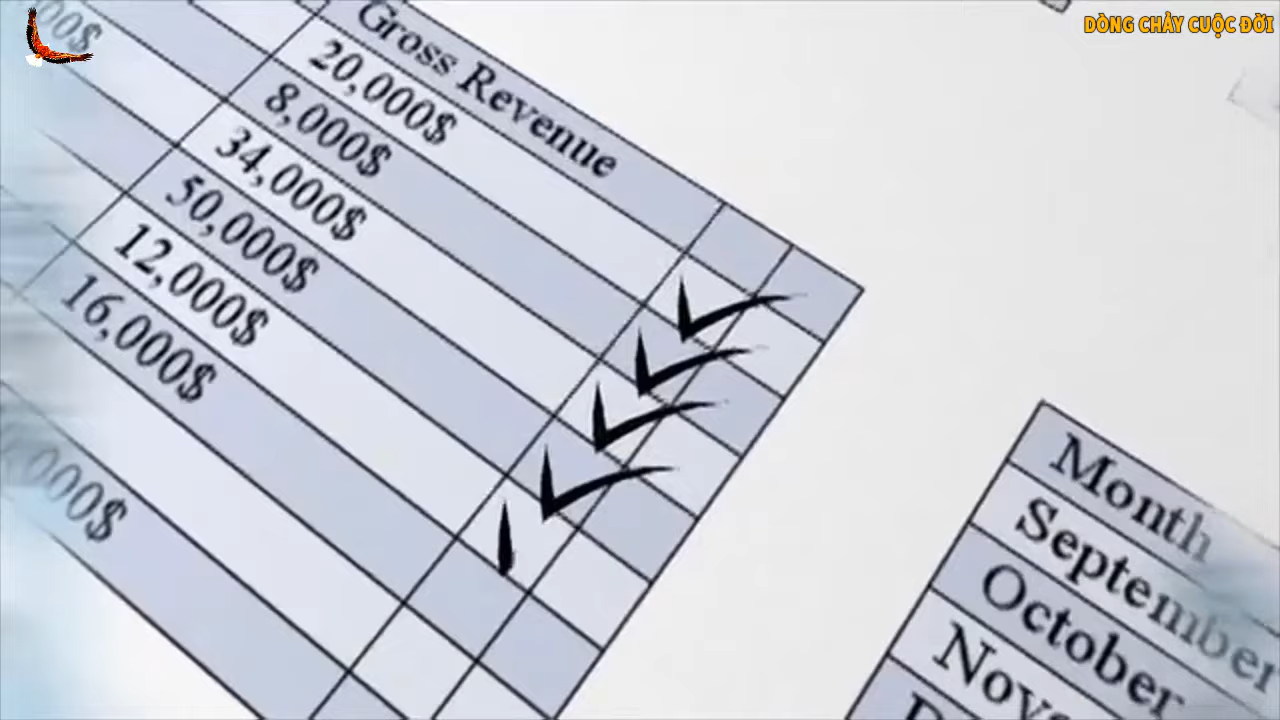 DÒNG CHẢY CUỘC ĐỜI
Gross Revenue
20,000$
8,000$
34,000$
50,000$
12,000$
16,000$
Month
September
October